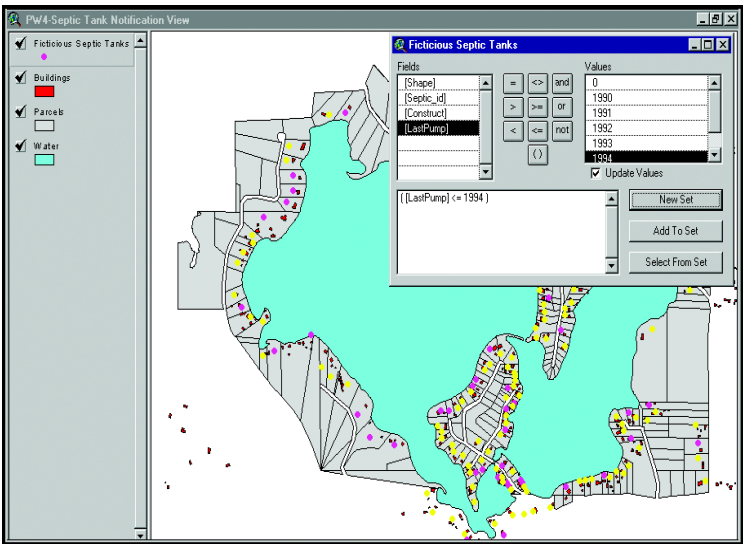 PW4-Septic Tank Notification View
Ficticious Septic Tanks
Buildings
Parcels
Water
Ficticious Septic Tanks
Fields
Values
[Shape]
[Septic_id]
[Construct]
[LastPump]
= <> and
> >= or
< <= not
( )
0
1990
1991
1992
1993
1994
Update Values
( [LastPump] <= 1994 )
New Set
Add To Set
Select From Set